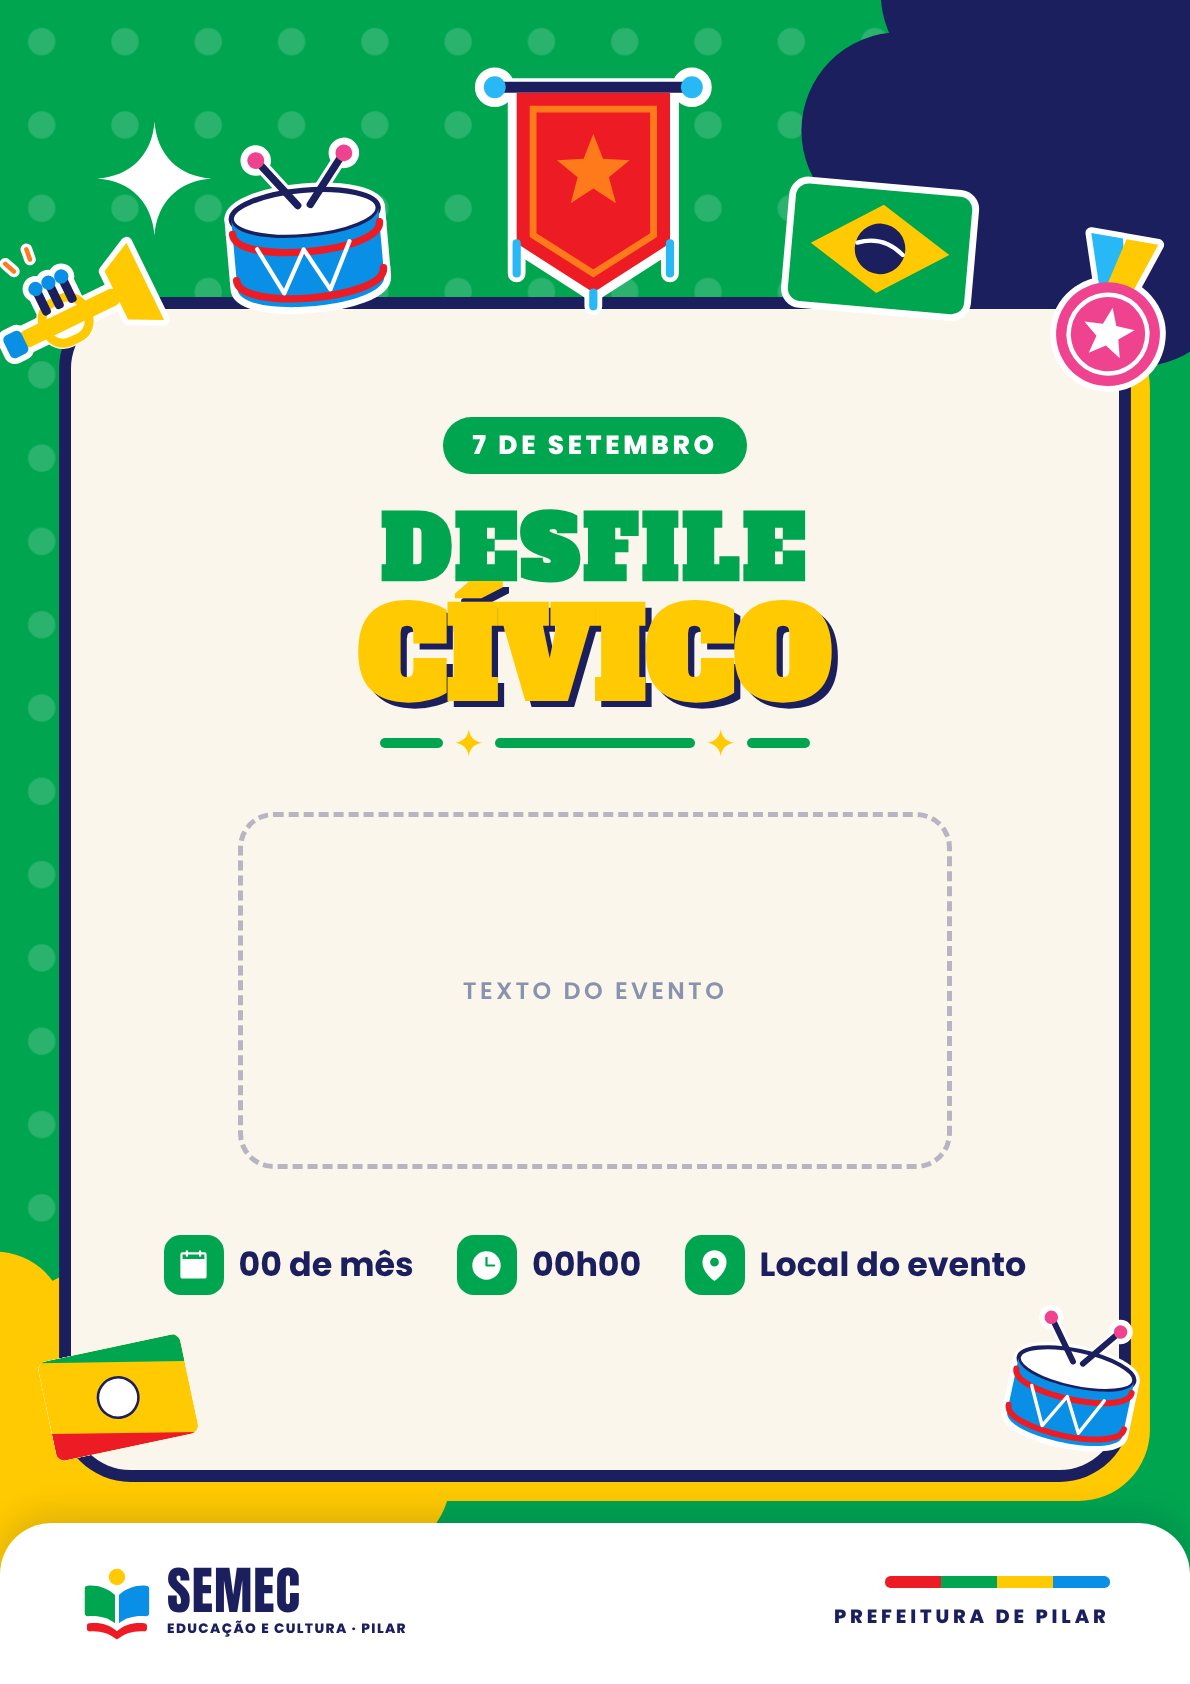 7 DE SETEMBRO
DESFILE
CÍVICO
TEXTO DO EVENTO
00 de mês 00h00 Local do evento
SEMEC
EDUCAÇÃO E CULTURA · PILAR
PREFEITURA DE PILAR